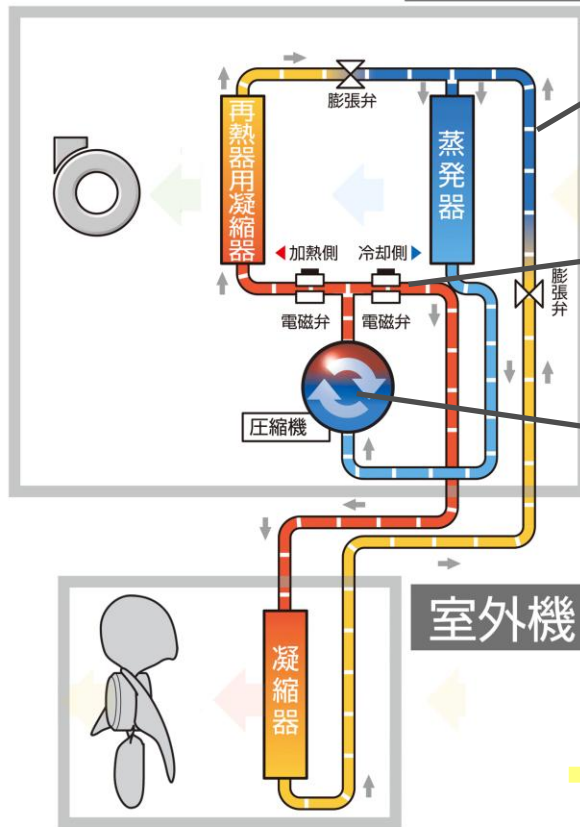 膨張弁
再熱器用凝縮器
蒸発器
加熱側
冷却側
膨張弁
電磁弁
電磁弁
圧縮機
室外機
凝縮器